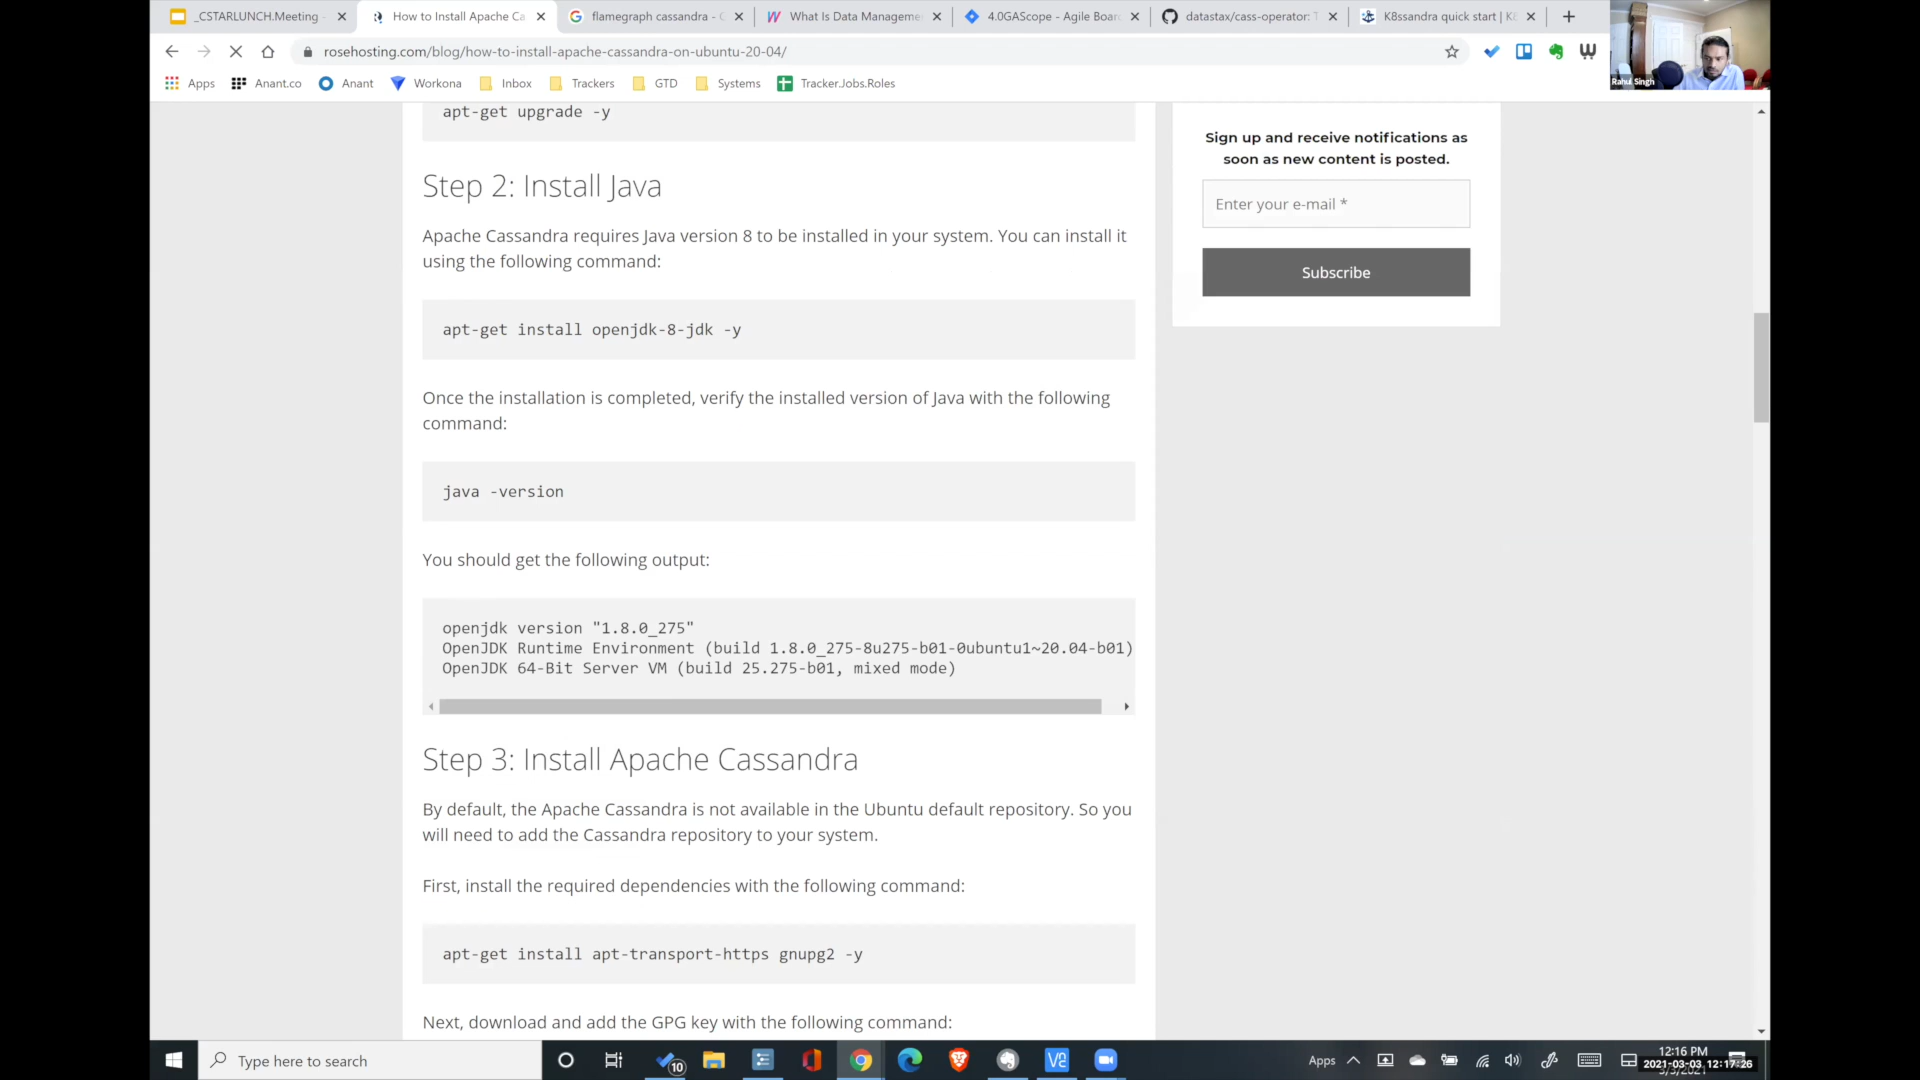 _CSTARLUNCH.Meeting
How to Install Apache Ca
flamegraph cassandra -
What Is Data Manageme
4.0GAScope - Agile Boar
datastax/cass-operator: T
K8ssandra quick start | K8
rosehosting.com/blog/how-to-install-apache-cassandra-on-ubuntu-20-04/
Rahul Singh
Apps
Anant.co
Anant
Workona
Inbox
Trackers
GTD
Systems
Tracker.Jobs.Roles
apt-get upgrade -y
Sign up and receive notifications as
soon as new content is posted.
Enter your e-mail *
Subscribe
Step 2: Install Java
Apache Cassandra requires Java version 8 to be installed in your system. You can install it
using the following command:
apt-get install openjdk-8-jdk -y
Once the installation is completed, verify the installed version of Java with the following
command:
java -version
You should get the following output:
openjdk version "1.8.0_275"
OpenJDK Runtime Environment (build 1.8.0_275-8u275-b01-0ubuntu1~20.04-b01)
OpenJDK 64-Bit Server VM (build 25.275-b01, mixed mode)
Step 3: Install Apache Cassandra
By default, the Apache Cassandra is not available in the Ubuntu default repository. So you
will need to add the Cassandra repository to your system.
First, install the required dependencies with the following command:
apt-get install apt-transport-https gnupg2 -y
Next, download and add the GPG key with the following command:
Type here to search
10
Apps
12:16 PM
2021-03-03 12:17:26